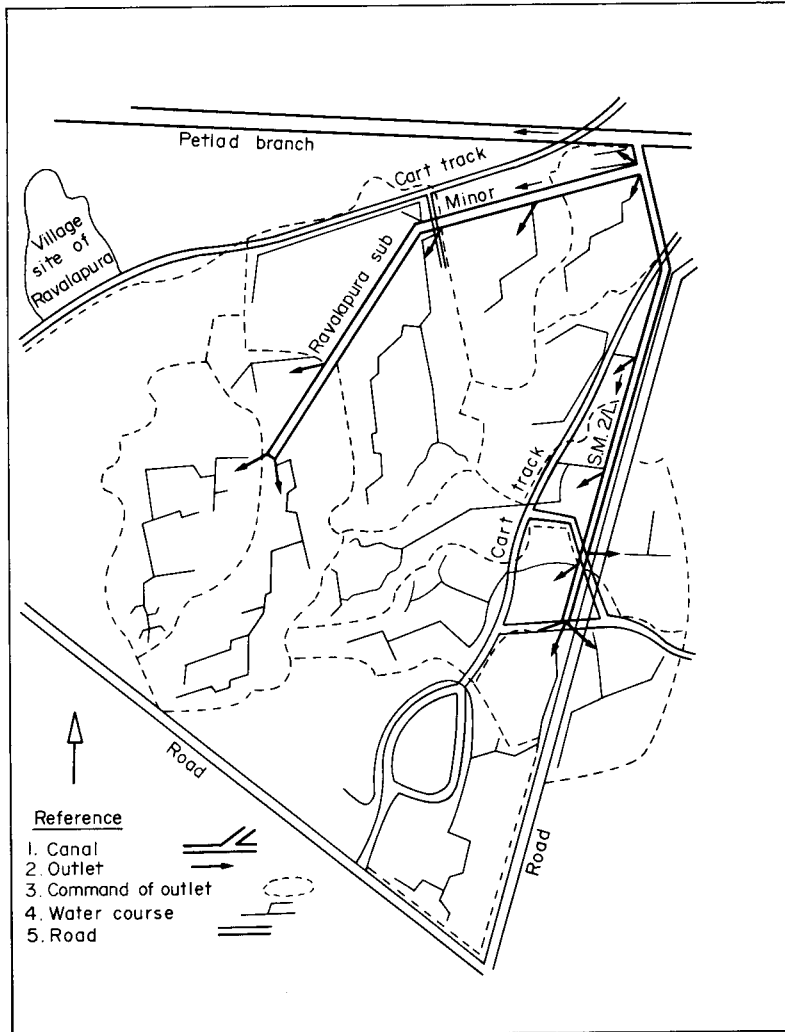 Petlad branch
Cart track
Minor
Village
site of
Ravalapura
Ravalapura sub
S.M. 2/L
Cart track
Road
Road
Reference
1. Canal
2. Outlet
3. Command of outlet
4. Water course
5. Road